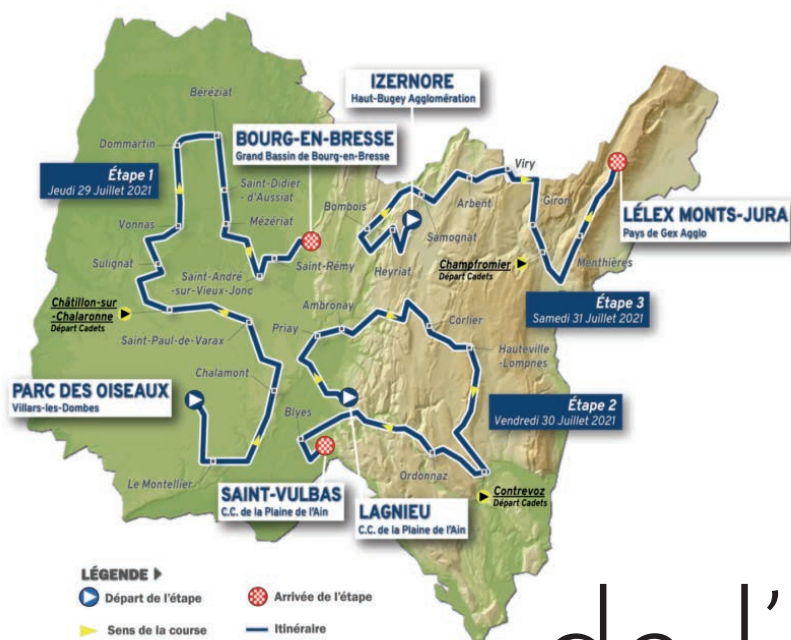 IZERNORE
Haut-Bugey Agglomération
Béréziat
Dommartin
BOURG-EN-BRESSE
Grand Bassin de Bourg-en-Bresse
Étape 1
Jeudi 29 Juillet 2021
Saint-Didier
-d'Aussiat
Viry
Bombois
Arbent
Giron
LÉLEX MONTS-JURA
Pays de Gex Agglo
Vonnas
Mézériat
Samognat
Sulignat
Saint-André
-sur-Vieux-Jonc
Saint-Rémy
Heyriat
Champfromier
Départ Cadets
Menthières
Châtillon-sur
-Chalaronne
Départ Cadets
Ambronay
Étape 3
Samedi 31 Juillet 2021
Saint-Paul-de-Varax
Priay
Corlier
Hauteville
-Lompnes
Chalamont
PARC DES OISEAUX
Villars-les-Dombes
Étape 2
Vendredi 30 Juillet 2021
Blyes
Le Montellier
Ordonnaz
SAINT-VULBAS
C.C. de la Plaine de l'Ain
LAGNIEU
C.C. de la Plaine de l'Ain
Contrevoz
Départ Cadets
LÉGENDE
Départ de l'étape
Arrivée de l'étape
Sens de la course
Itinéraire
de l'